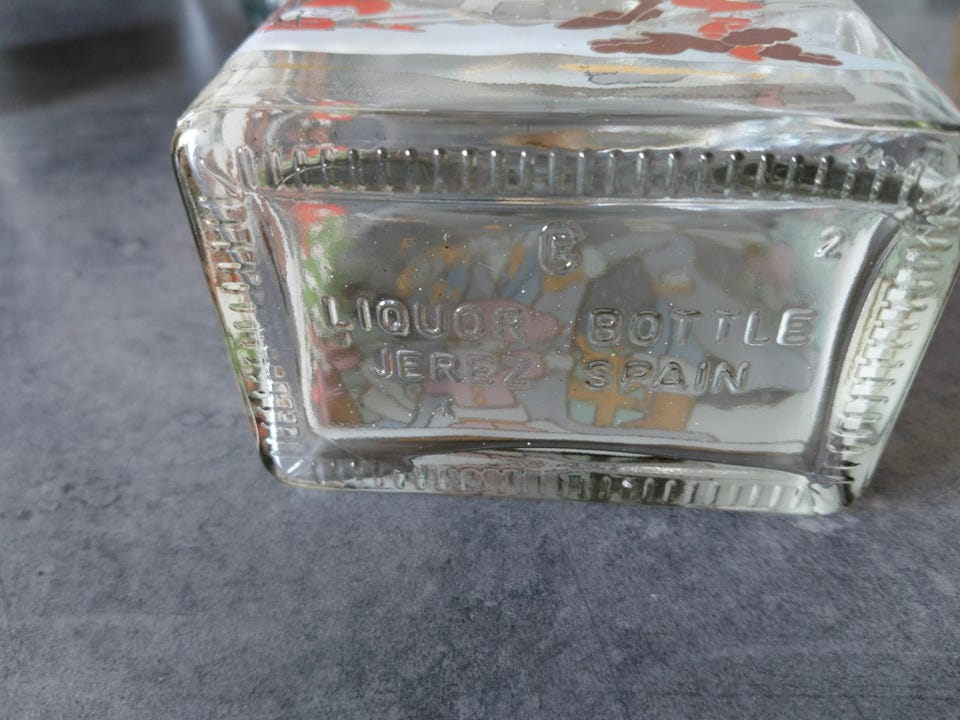 2
LIQUOR BOTTLE
JEREZ SPAIN